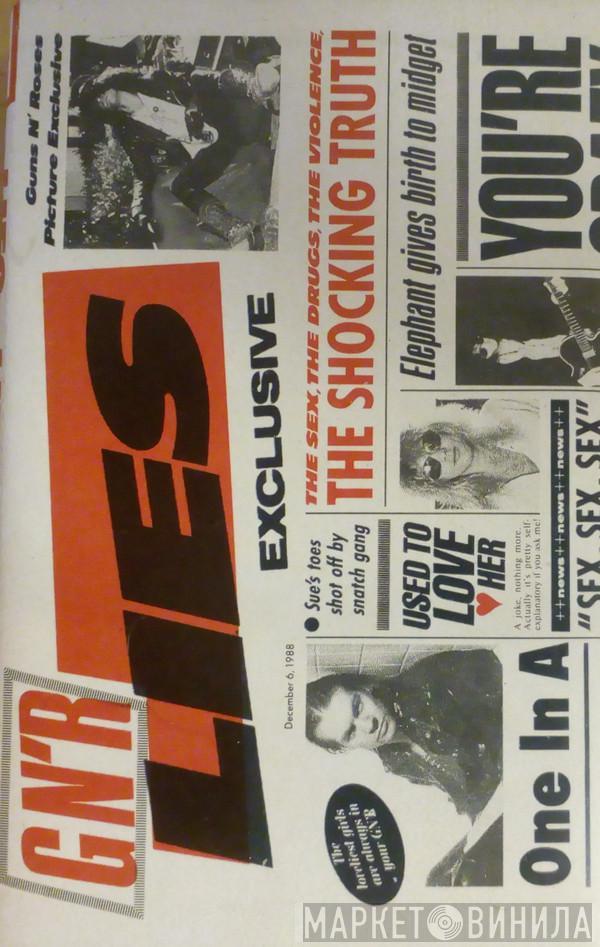 GN'R
LIES
EXCLUSIVE
Guns N' Roses
Picture Exclusive
December 6, 1988
THE SEX, THE DRUGS, THE VIOLENCE,
THE SHOCKING TRUTH
The
loveliest girls
are always in
your GN'R
Sue's toes
shot off by
snatch gang
Elephant gives birth to midget
USED TO
LOVE
HER
A joke, nothing more.
Actually it's pretty self-
explanatory if you ask me!
YOU'RE
One In A
++news++news++news++
"SEX, SEX, SEX"
МАРКЕТ ВИНИЛА